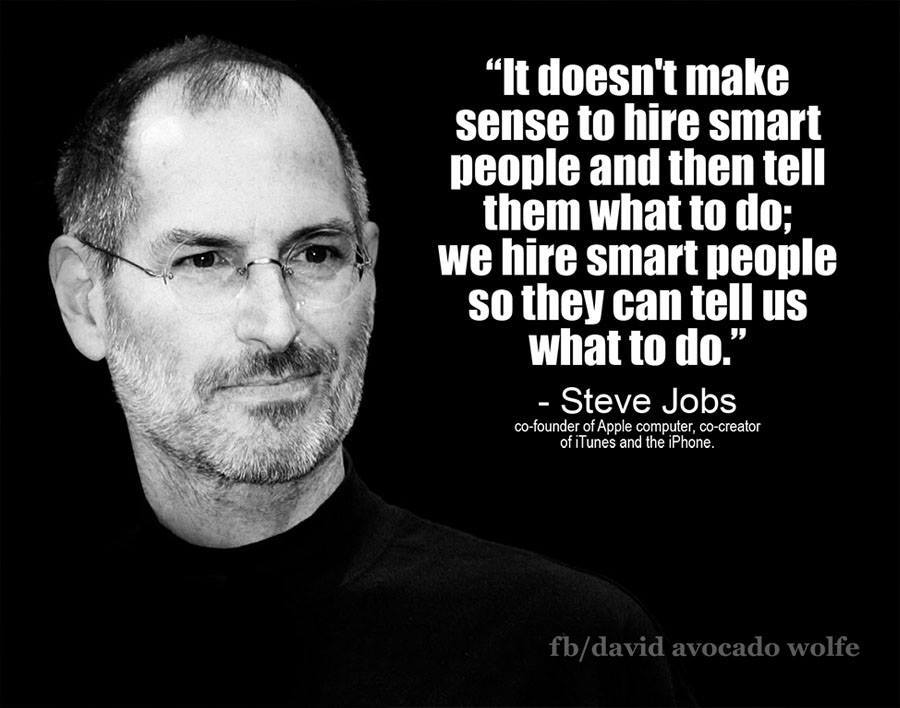 “It doesn't make
sense to hire smart
people and then tell
them what to do;
we hire smart people
so they can tell us
what to do.”
- Steve Jobs
co-founder of Apple computer, co-creator
of iTunes and the iPhone.
fb/david avocado wolfe